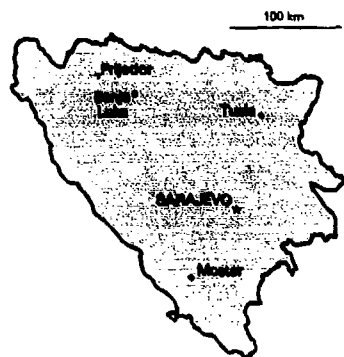 100 km
Prijedor
Banja
Luka
Tuzla
SARAJEVO
Mostar